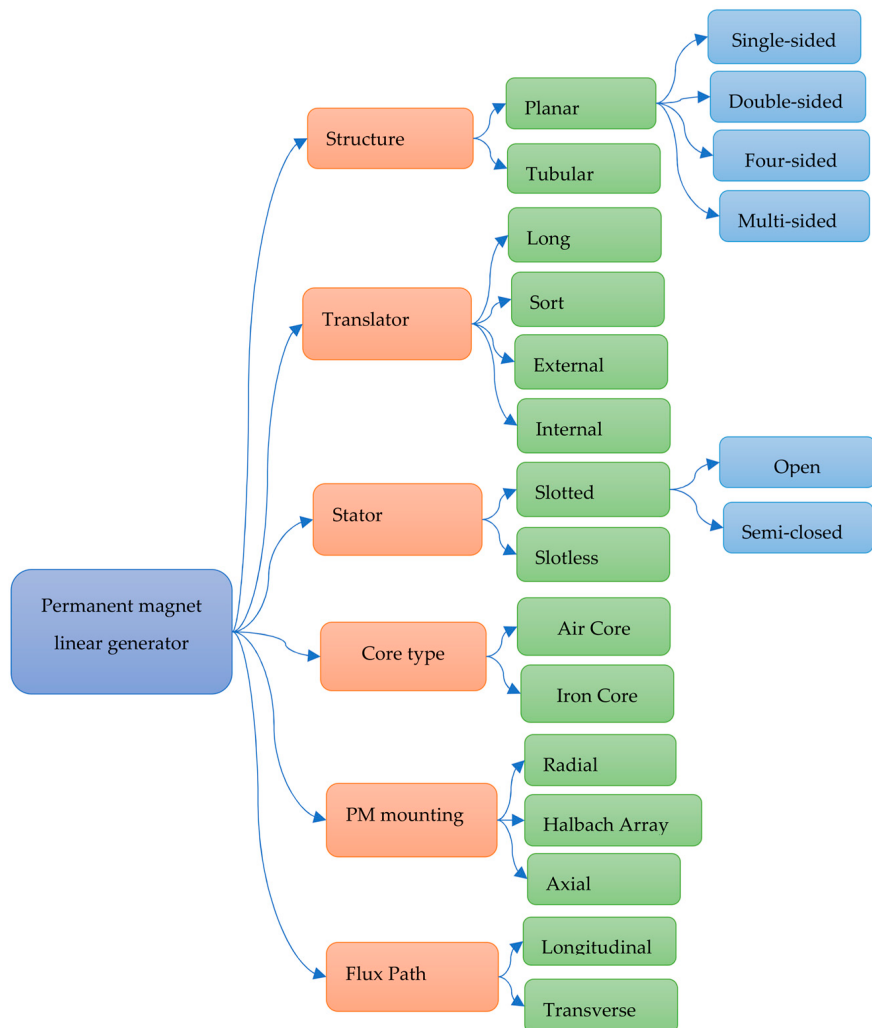 Permanent magnet
linear generator
Structure
Planar
Single-sided
Double-sided
Four-sided
Multi-sided
Tubular
Translator
Long
Sort
External
Internal
Stator
Slotted
Open
Semi-closed
Slotless
Core type
Air Core
Iron Core
PM mounting
Radial
Halbach Array
Axial
Flux Path
Longitudinal
Transverse